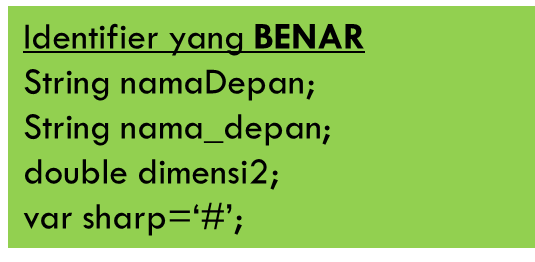 Identifier yang BENAR
String namaDepan;
String nama_depan;
double dimensi2;
var sharp=‘#’;